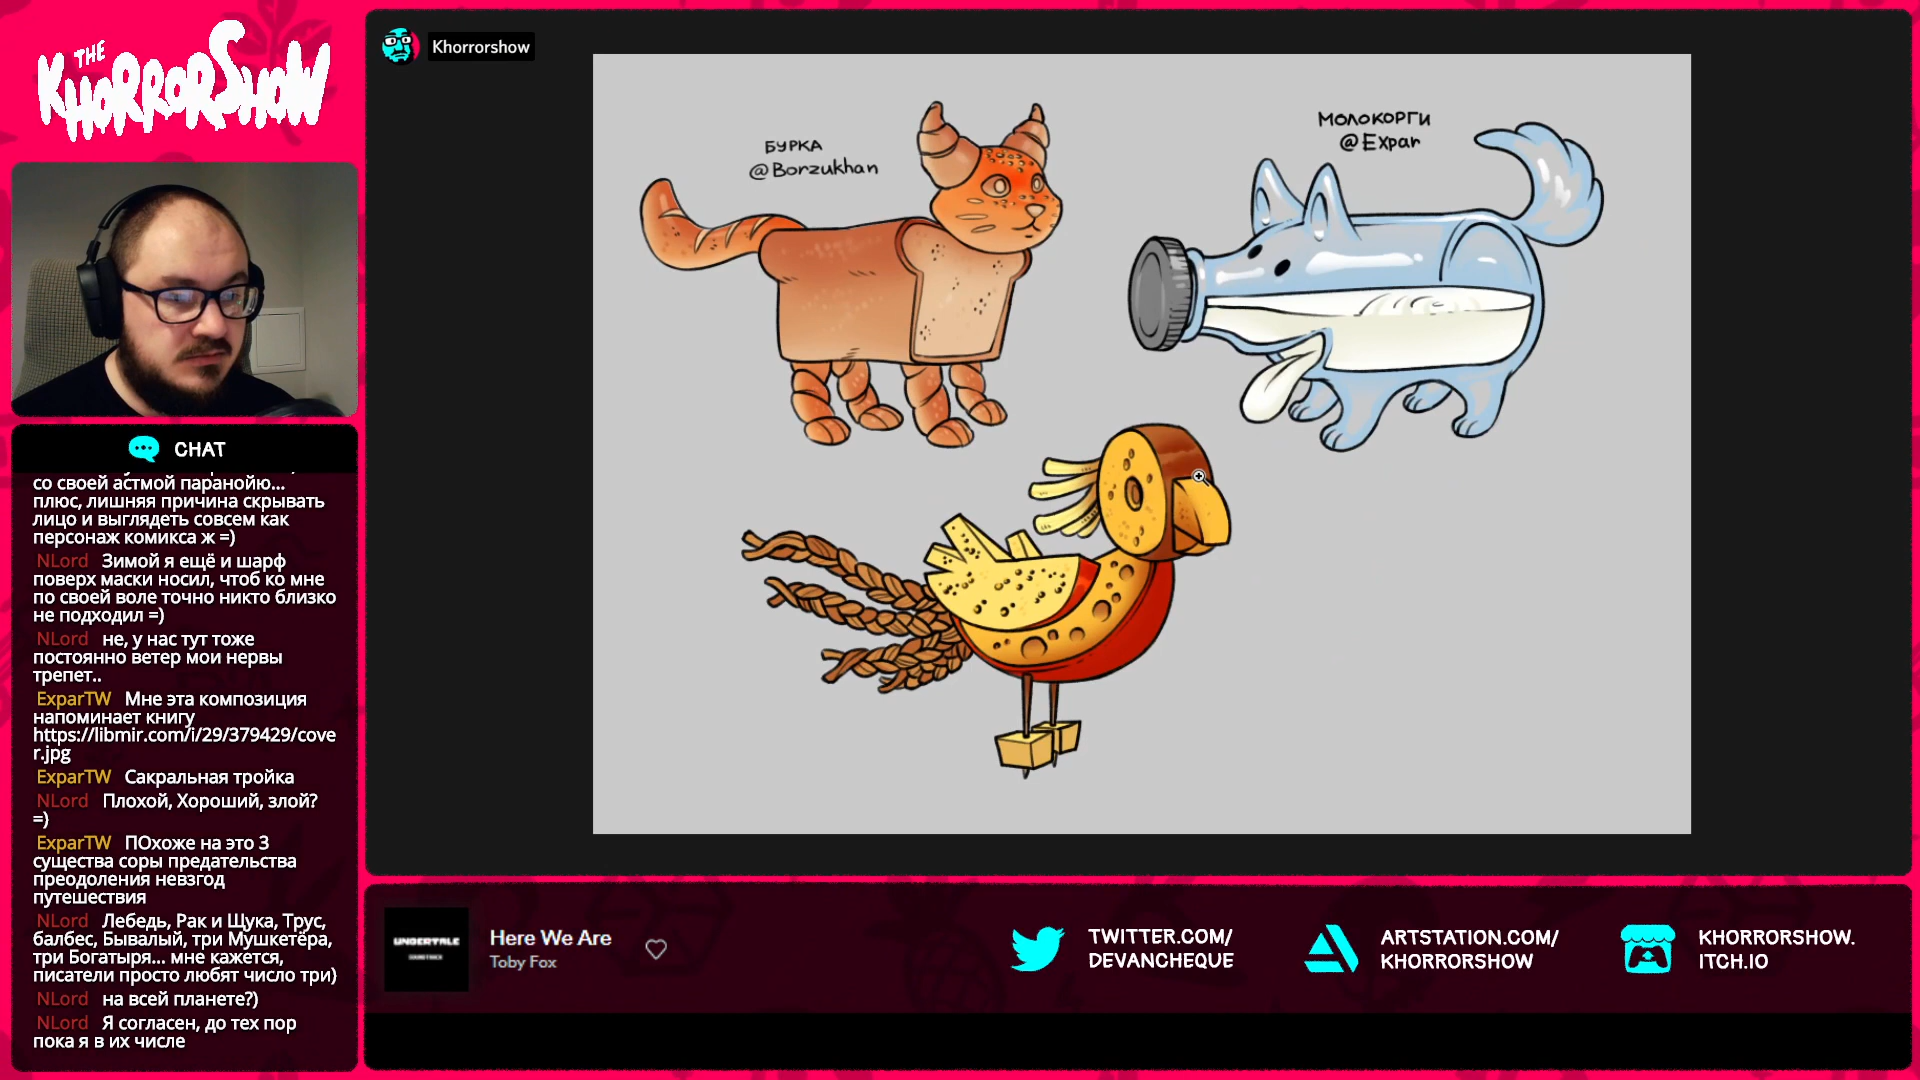 THE
KHORRORSHOW
Khorrorshow
БУРКА
@Borzukhan
МОЛОКОРГИ
@Expar
CHAT
со своей астмой паранойю...
плюс, лишняя причина скрывать
лицо и выглядеть совсем как
персонаж комикса ж =)
NLord Зимой я ещё и шарф
поверх маски носил, чтоб ко мне
по своей воле точно никто близко
не подходил =)
NLord не, у нас тут тоже
постоянно ветер мои нервы
трепет..
ExparTW Мне эта композиция
напоминает книгу
https://libmir.com/i/29/379429/cove
r.jpg
ExparTW Сакральная тройка
NLord Плохой, Хороший, злой?
=)
ExparTW ПОхоже на это 3
существа соры предательства
преодоления невзгод
путешествия
NLord Лебедь, Рак и Щука, Трус,
балбес, Бывалый, три Мушкетёра,
три Богатыря... мне кажется,
писатели просто любят число три)
NLord на всей планете?)
NLord Я согласен, до тех пор
пока я в их числе
UNDERTALE
SOUNDTRACK
Here We Are
Toby Fox
TWITTER.COM/
DEVANCHEQUE
ARTSTATION.COM/
KHORRORSHOW
KHORRORSHOW.
ITCH.IO